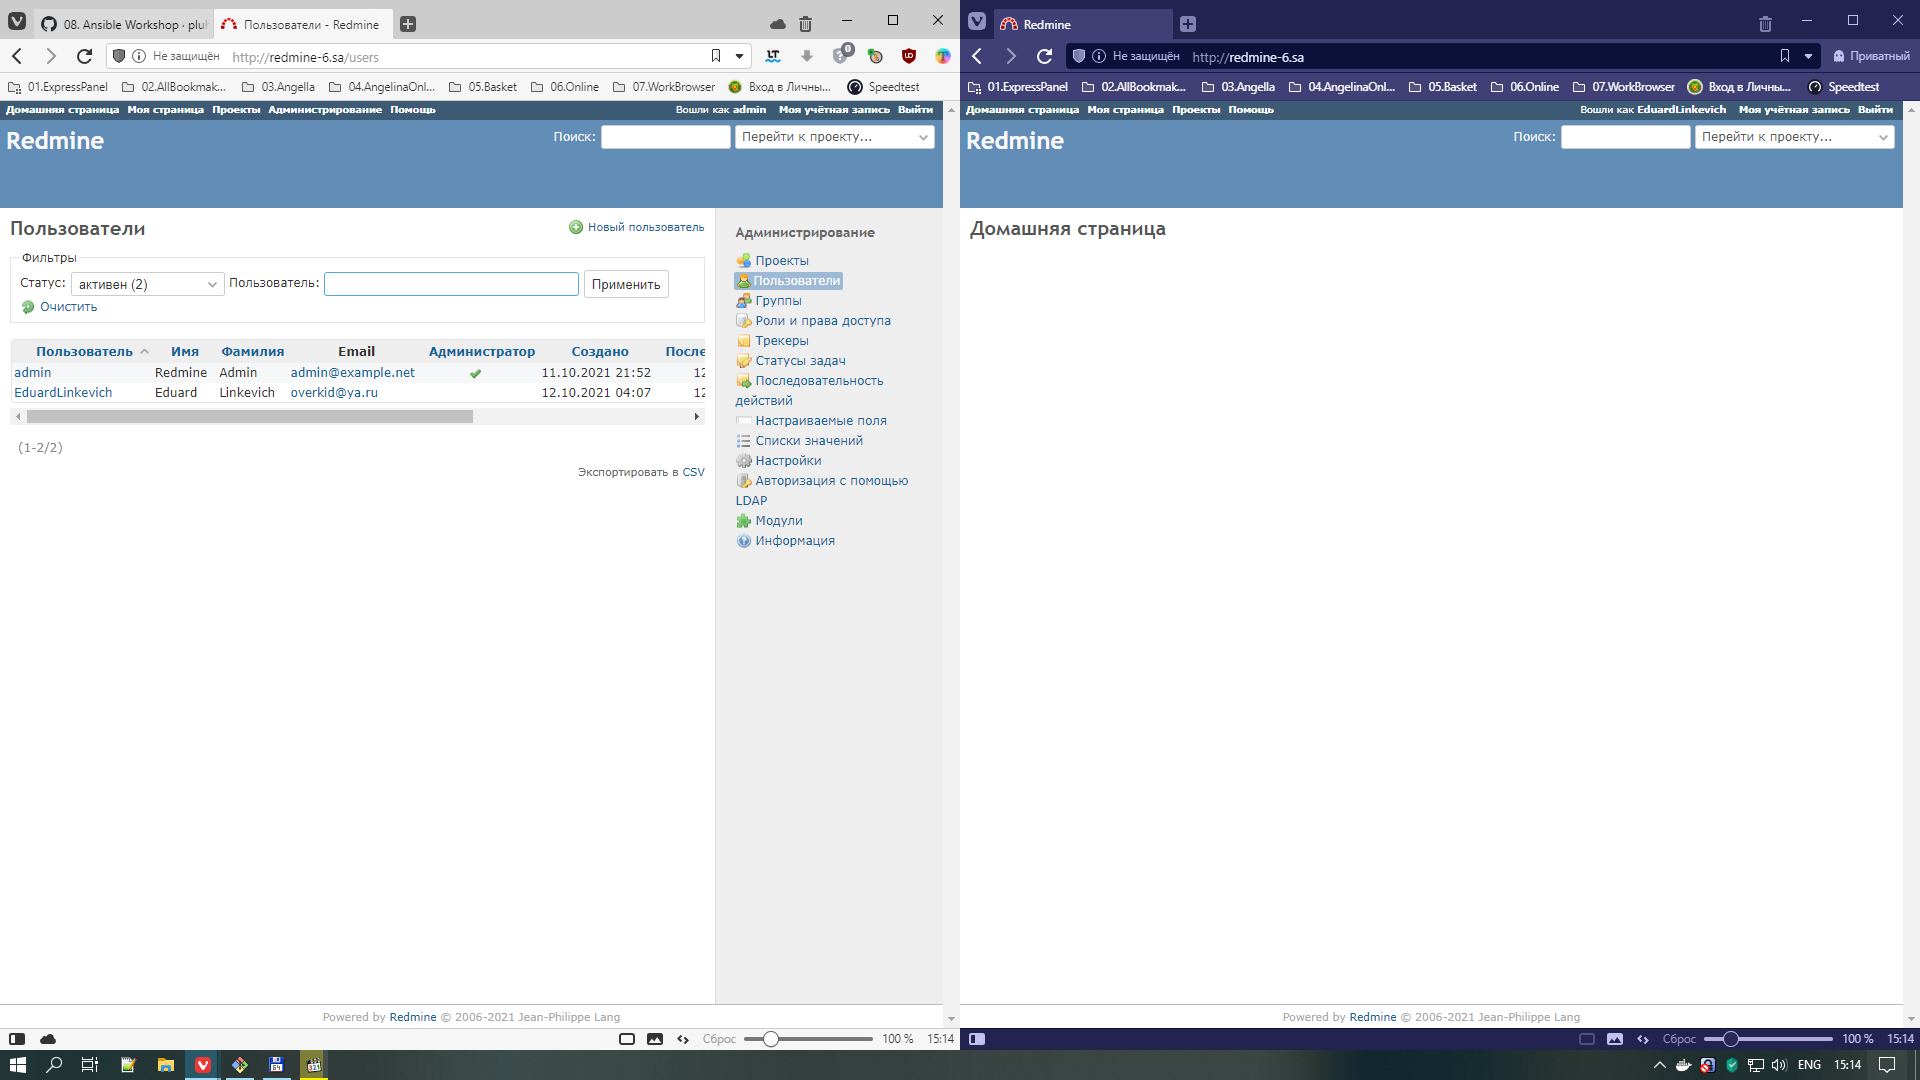 08. Ansible Workshop · plu
Пользователи - Redmine
Не защищён http://redmine-6.sa/users
0
01.ExpressPanel 02.AllBookmak... 03.Angella 04.AngelinaOnl... 05.Basket 06.Online 07.WorkBrowser Вход в Личны... Speedtest
Домашняя страница Моя страница Проекты Администрирование Помощь Вошли как admin Моя учётная запись Выйти
Redmine
Поиск: Перейти к проекту...
Пользователи
Новый пользователь
Фильтры
Статус: активен (2) Пользователь: Применить
Очистить
Пользователь Имя Фамилия Email Администратор Создано После
admin Redmine Admin admin@example.net 11.10.2021 21:52 12
EduardLinkevich Eduard Linkevich overkid@ya.ru 12.10.2021 04:07 12
(1-2/2)
Экспортировать в CSV
Администрирование
Проекты
Пользователи
Группы
Роли и права доступа
Трекеры
Статусы задач
Последовательность
действий
Настраиваемые поля
Списки значений
Настройки
Авторизация с помощью
LDAP
Модули
Информация
Powered by Redmine © 2006-2021 Jean-Philippe Lang
Сброс 100 % 15:14
Redmine
Не защищён http://redmine-6.sa Приватный
01.ExpressPanel 02.AllBookmak... 03.Angella 04.AngelinaOnl... 05.Basket 06.Online 07.WorkBrowser Вход в Личны... Speedtest
Домашняя страница Моя страница Проекты Помощь Вошли как EduardLinkevich Моя учётная запись Выйти
Redmine
Поиск: Перейти к проекту...
Домашняя страница
Powered by Redmine © 2006-2021 Jean-Philippe Lang
Сброс 100 % 15:14
ENG 15:14